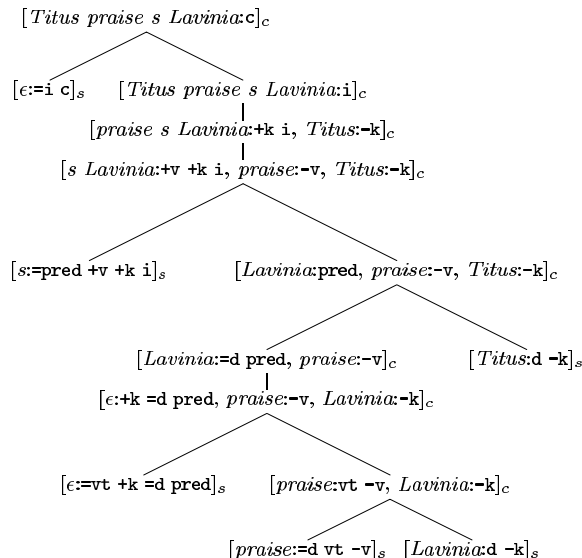 [Titus praise s Lavinia:c]c
[ϵ:=i c]s [Titus praise s Lavinia:i]c
[praise s Lavinia:+k i, Titus:-k]c
[s Lavinia:+v +k i, praise:-v, Titus:-k]c
[s:=pred +v +k i]s [Lavinia:pred, praise:-v, Titus:-k]c
[Lavinia:=d pred, praise:-v]c [Titus:d -k]s
[ϵ:+k =d pred, praise:-v, Lavinia:-k]c
[ϵ:=vt +k =d pred]s [praise:vt -v, Lavinia:-k]c
[praise:=d vt -v]s [Lavinia:d -k]s